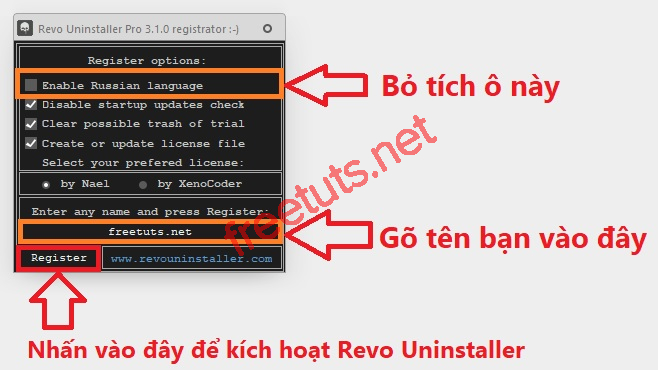 Revo Uninstaller Pro 3.1.0 registrator :-)
Register options:
Enable Russian language
Bỏ tích ô này
Disable startup updates check
Clear possible trash of trial
Create or update license file
Select your prefered license:
by Nael by XenoCoder
Enter any name and press Register:
freetuts.net
Gõ tên bạn vào đây
Register www.revouninstaller.com
Nhấn vào đây để kích hoạt Revo Uninstaller
freetuts.net